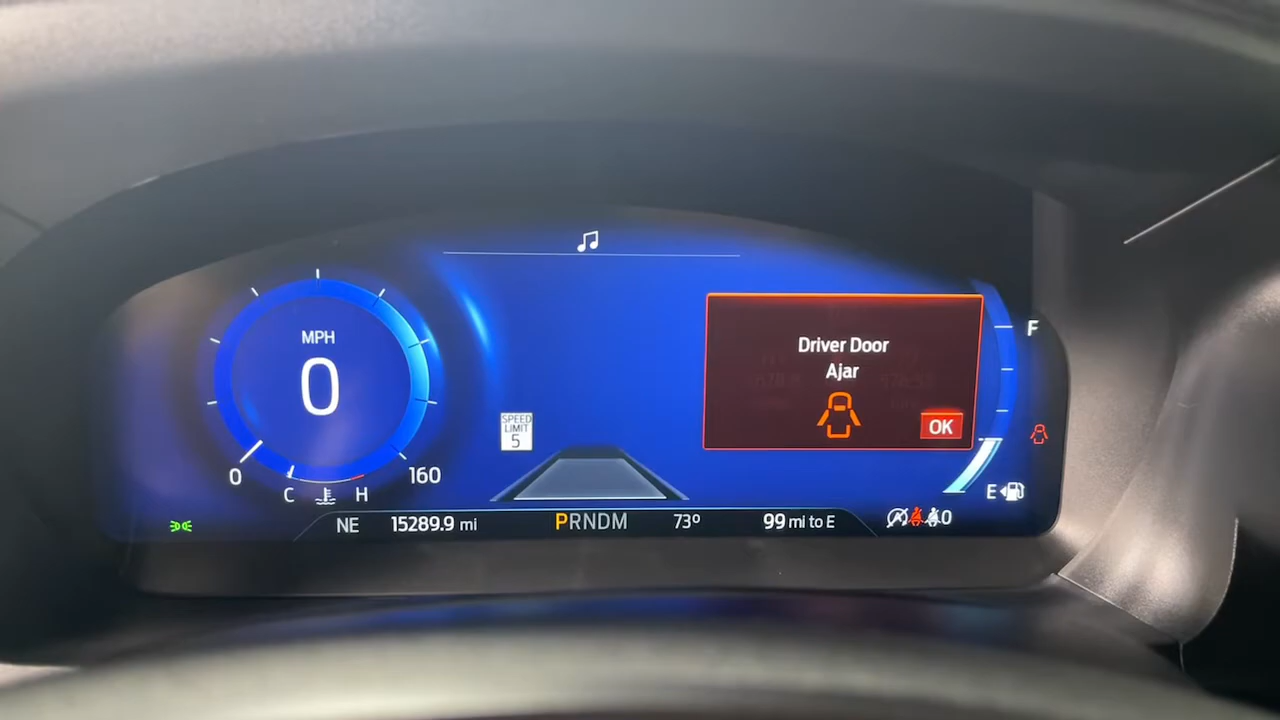 MPH
0
0
160
C
H
SPEED
LIMIT
5
Driver Door
Ajar
OK
F
E
NE
15289.9 mi
PRNDM
73º
99 mi to E
0